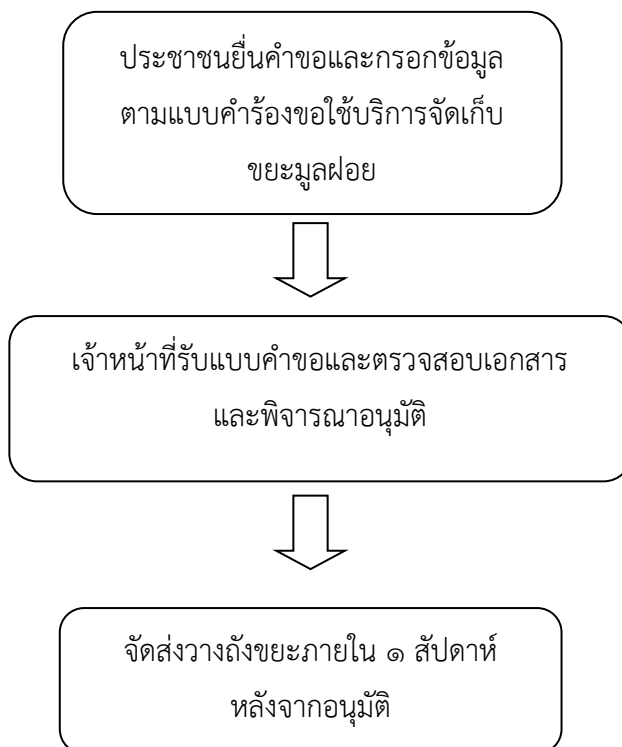 ประชาชนยื่นคำขอและกรอกข้อมูล
ตามแบบคำร้องขอใช้บริการจัดเก็บ
ขยะมูลฝอย
เจ้าหน้าที่รับแบบคำขอและตรวจสอบเอกสาร
และพิจารณาอนุมัติ
จัดส่งวางถังขยะภายใน ๑ สัปดาห์
หลังจากอนุมัติ